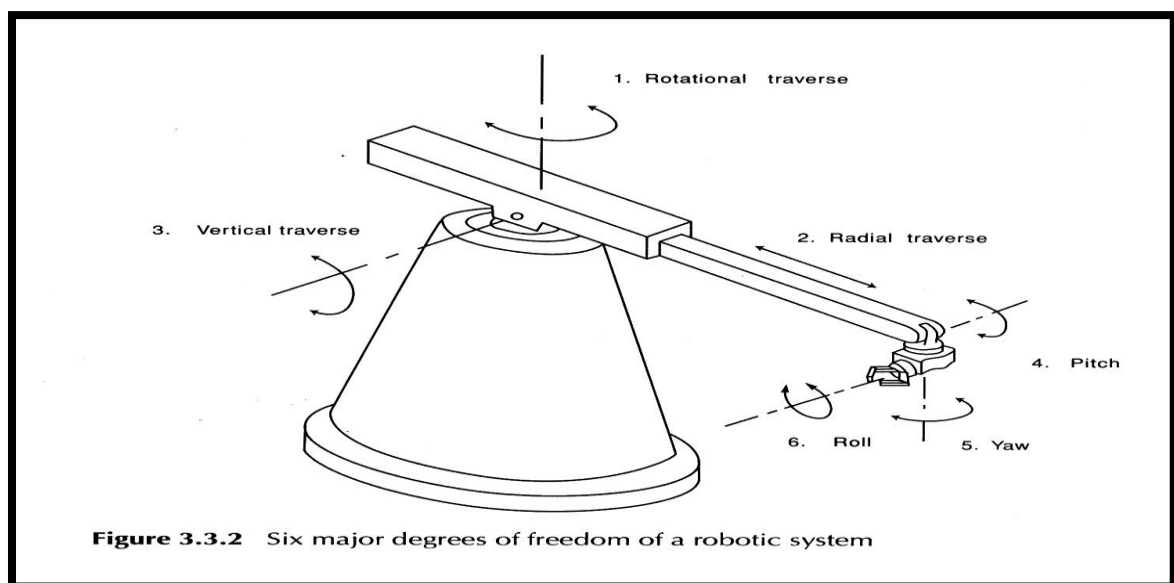 1. Rotational traverse
3. Vertical traverse
2. Radial traverse
4. Pitch
6. Roll
5. Yaw
Figure 3.3.2 Six major degrees of freedom of a robotic system